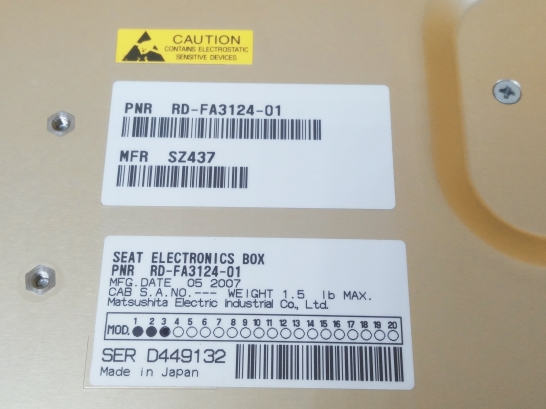 CAUTION
CONTAINS ELECTROSTATIC
SENSITIVE DEVICES
PNR RD-FA3124-01
MFR SZ437
SEAT ELECTRONICS BOX
PNR RD-FA3124-01
MFG.DATE 05 2007
CAB S.A.NO.--- WEIGHT 1.5 lb MAX.
Matsushita Electric Industrial Co., Ltd.
1 2 3 4 5 6 7 8 9 10 11 12 13 14 15 16 17 18 19 20
MOD.
SER D449132
Made in Japan